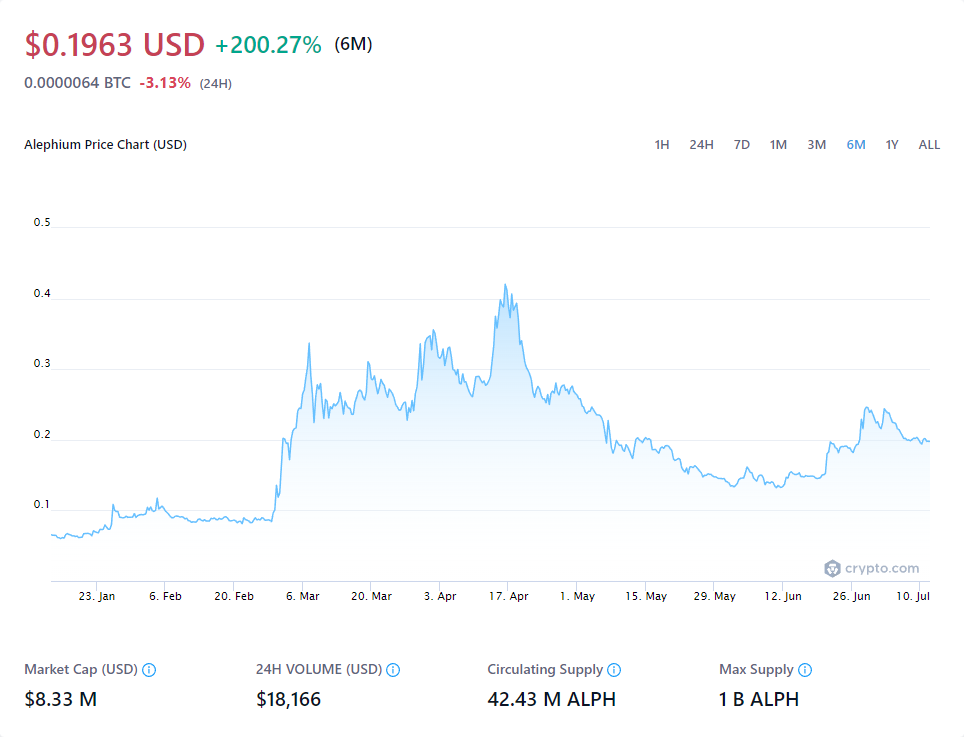 $0.1963 USD +200.27% (6M)
0.0000064 BTC -3.13% (24H)
Alephium Price Chart (USD) 1H 24H 7D 1M 3M 6M 1Y ALL
0.5
0.4
0.3
0.2
0.1
crypto.com
23. Jan 6. Feb 20. Feb 6. Mar 20. Mar 3. Apr 17. Apr 1. May 15. May 29. May 12. Jun 26. Jun 10. Jul
Market Cap (USD) 24H VOLUME (USD) Circulating Supply Max Supply
$8.33 M $18,166 42.43 M ALPH 1 B ALPH